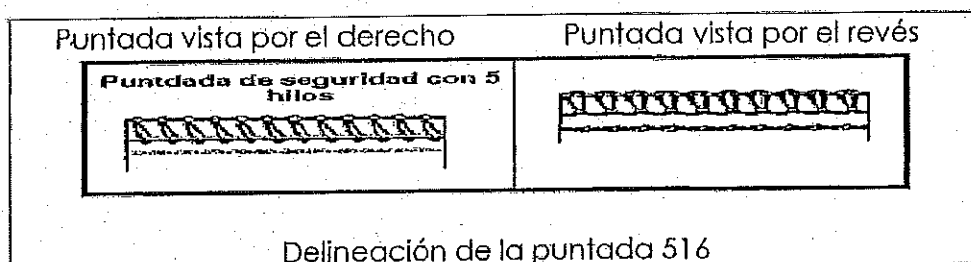 Puntada vista por el derecho
Puntada vista por el revés
Puntdada de seguridad con 5
hilos
Delineación de la puntada 516